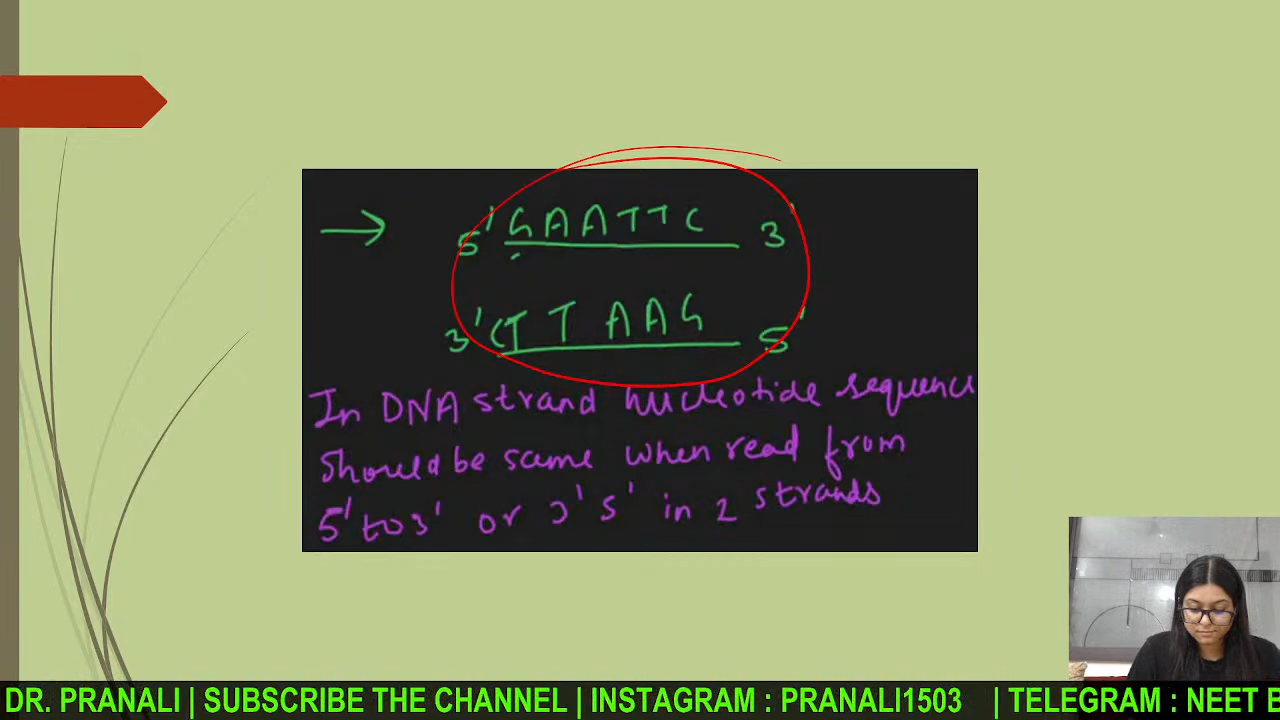 → 5' GAATTC 3'
3' CTTAAG 5'
In DNA strand nucleotide sequence
should be same when read from
5' to 3' or 3' 5' in 2 strands
DR. PRANALI | SUBSCRIBE THE CHANNEL | INSTAGRAM : PRANALI1503 | TELEGRAM : NEET B